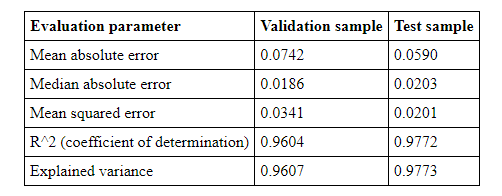 Evaluation parameter Validation sample Test sample
Mean absolute error 0.0742 0.0590
Median absolute error 0.0186 0.0203
Mean squared error 0.0341 0.0201
R^2 (coefficient of determination) 0.9604 0.9772
Explained variance 0.9607 0.9773